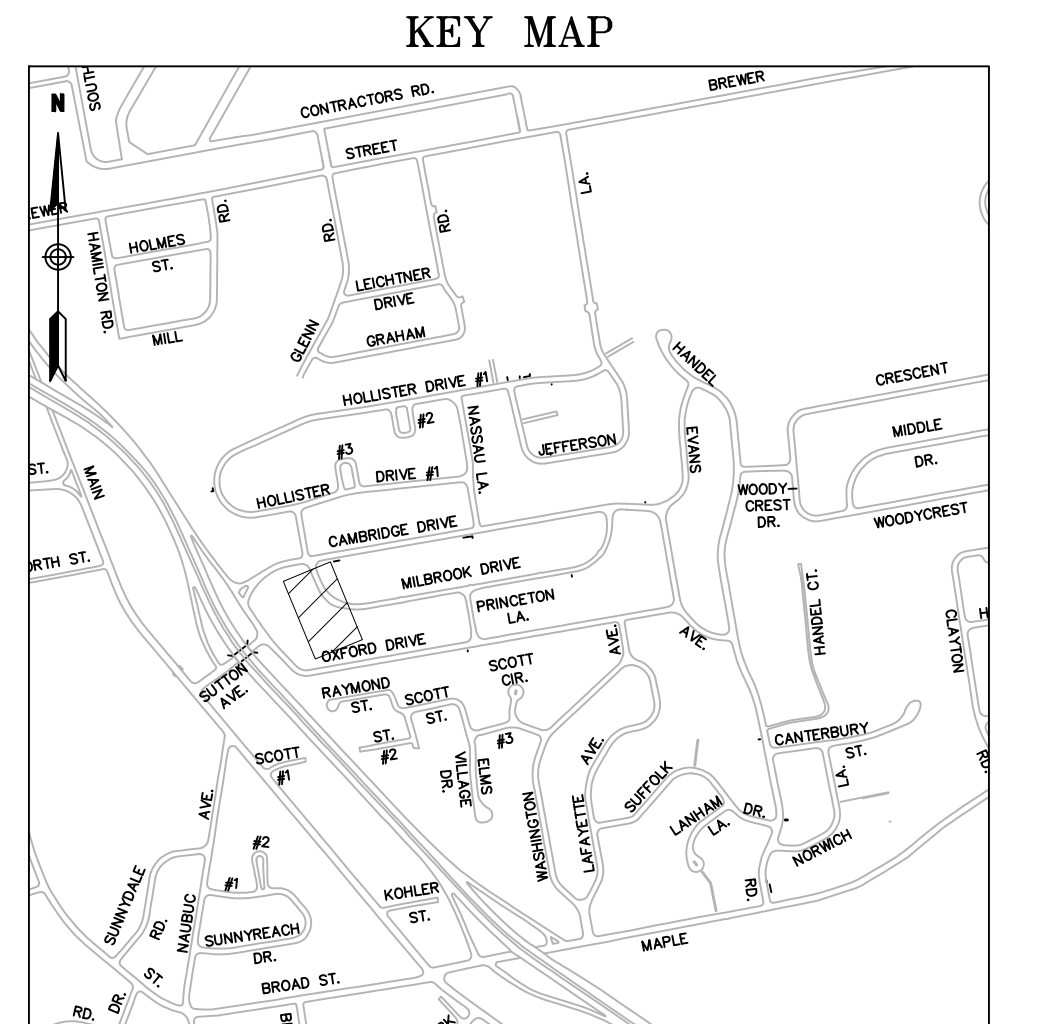 KEY MAP
SOUTH
N
CONTRACTORS RD.
BREWER
STREET
LA.
RD.
RD.
RD.
HAMILTON RD.
HOLMES
ST.
MILL
LEICHTNER
DRIVE
GRAHAM
GLENN
HANDEL
HOLLISTER DRIVE #1
#2
NASSAU LA.
JEFFERSON
EVANS
CRESCENT
MIDDLE
DR.
WOODYCREST
WOODY-
CREST
DR.
ST.
MAIN
#3
HOLLISTER
DRIVE #1
CAMBRIDGE DRIVE
ORTH ST.
MILBROOK DRIVE
PRINCETON
LA.
OXFORD DRIVE
AVE.
AVE.
HANDEL CT.
CLAYTON
H
SUTTON
AVE.
RAYMOND
ST.
SCOTT
CIR.
SCOTT
ST.
ST.
#2
#3
SCOTT
#1
ELMS
VILLAGE
DR.
WASHINGTON
LAFAYETTE
AVE.
SUFFOLK
LANHAM
LA.
DR.
CANTERBURY
ST.
LA.
NORWICH
RD.
RD.
AVE.
#2
#1
SUNNYDALE
RD.
NAUBUC
SUNNYREACH
DR.
KOHLER
ST.
MAPLE
BROAD ST.
ST.
DR.
RD.